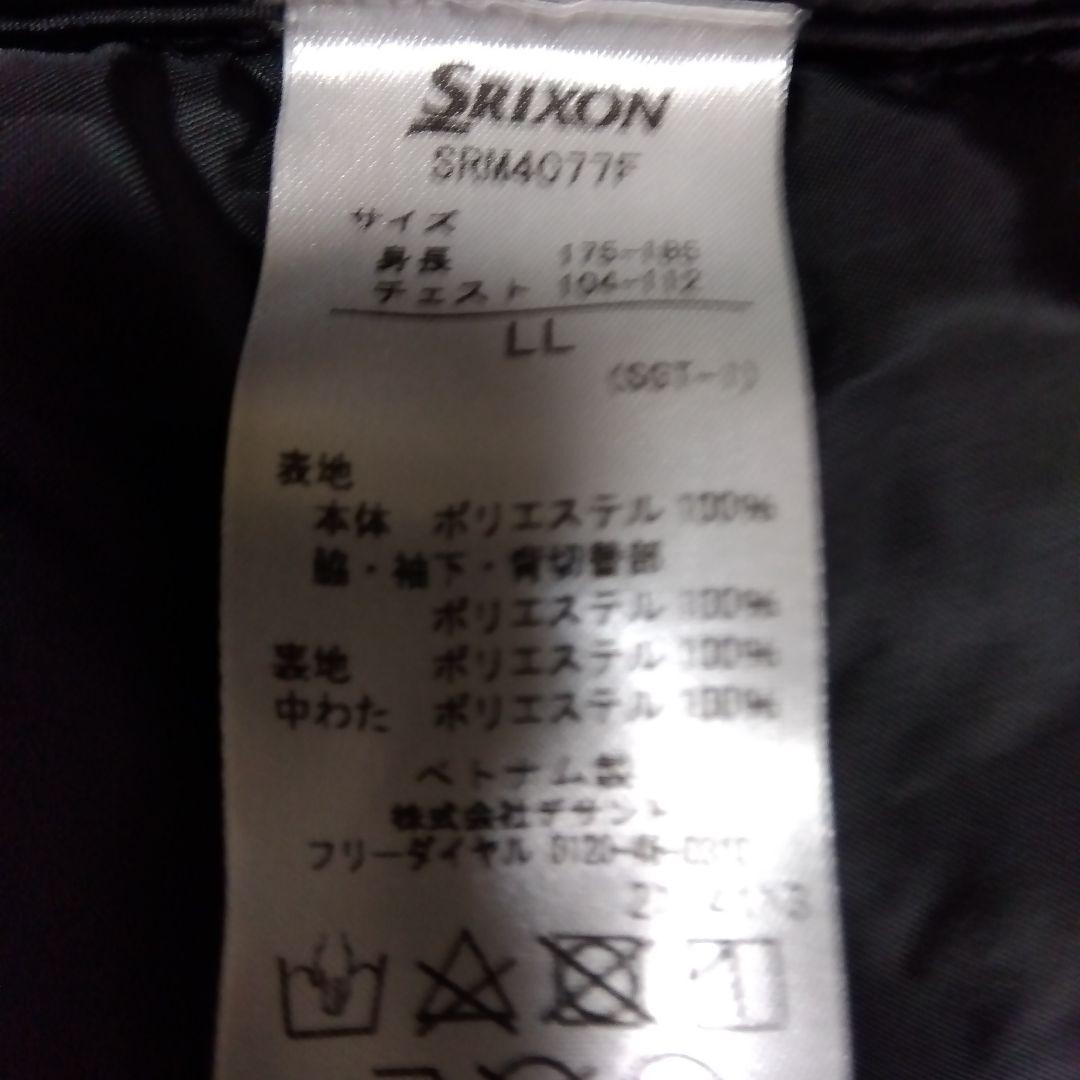 SRIXON
SRM4077F
サイズ
身長 175-185
チェスト 104-112
LL
表地
本体 ポリエステル 100%
脇・袖下・背切替部
ポリエステル 100%
裏地 ポリエステル 100%
中わた ポリエステル 100%
ベトナム製
株式会社デサント
フリーダイヤル